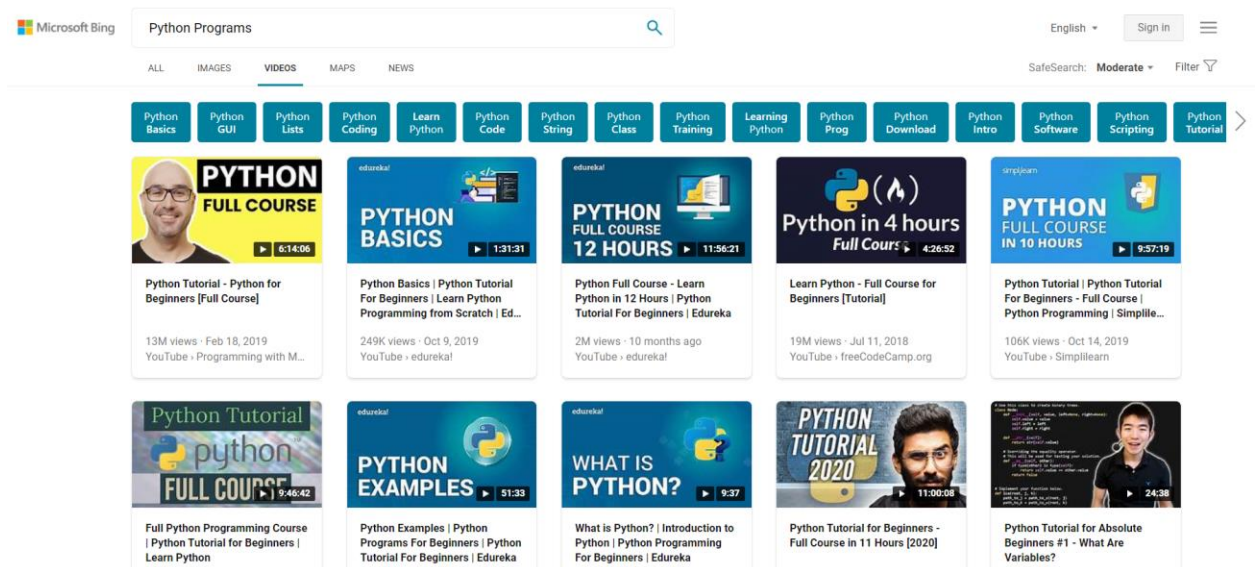 Microsoft Bing
Python Programs
English
Sign in
ALL IMAGES VIDEOS MAPS NEWS
SafeSearch: Moderate
Filter
Python Basics
Python GUI
Python Lists
Python Coding
Learn Python
Python Code
Python String
Python Class
Python Training
Learning Python
Python Prog
Python Download
Python Intro
Python Software
Python Scripting
Python Tutorial
PYTHON
FULL COURSE
6:14:06
Python Tutorial - Python for
Beginners [Full Course]
13M views · Feb 18, 2019
YouTube › Programming with M...
edureka!
PYTHON
BASICS
1:31:31
Python Basics | Python Tutorial
For Beginners | Learn Python
Programming from Scratch | Ed...
249K views · Oct 9, 2019
YouTube › edureka!
edureka!
PYTHON
FULL COURSE
12 HOURS
11:56:21
Python Full Course - Learn
Python in 12 Hours | Python
Tutorial For Beginners | Edureka
2M views · 10 months ago
YouTube › edureka!
Python in 4 hours
Full Course
4:26:52
Learn Python - Full Course for
Beginners [Tutorial]
19M views · Jul 11, 2018
YouTube › freeCodeCamp.org
simplilearn
PYTHON
FULL COURSE
IN 10 HOURS
9:57:19
Python Tutorial | Python Tutorial
For Beginners - Full Course |
Python Programming | Simplile...
106K views · Oct 14, 2019
YouTube › Simplilearn
Python Tutorial
python
FULL COURSE
9:46:42
Full Python Programming Course
| Python Tutorial for Beginners |
Learn Python
edureka!
PYTHON
EXAMPLES
51:33
Python Examples | Python
Programs For Beginners | Python
Tutorial For Beginners | Edureka
edureka!
WHAT IS
PYTHON?
9:37
What is Python? | Introduction to
Python | Python Programming
For Beginners | Edureka
PYTHON
TUTORIAL
2020
11:00:08
Python Tutorial for Beginners -
Full Course in 11 Hours [2020]
24:38
Python Tutorial for Absolute
Beginners #1 - What Are
Variables?